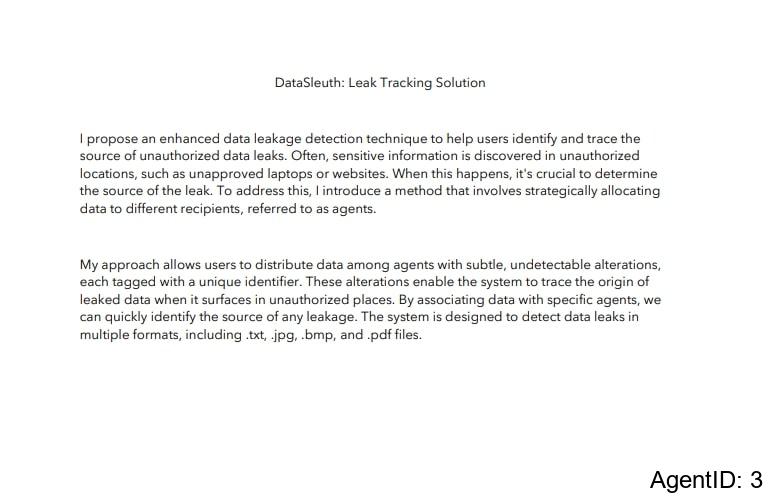 DataSleuth: Leak Tracking Solution
I propose an enhanced data leakage detection technique to help users identify and trace the
source of unauthorized data leaks. Often, sensitive information is discovered in unauthorized
locations, such as unapproved laptops or websites. When this happens, it's crucial to determine
the source of the leak. To address this, I introduce a method that involves strategically allocating
data to different recipients, referred to as agents.
My approach allows users to distribute data among agents with subtle, undetectable alterations,
each tagged with a unique identifier. These alterations enable the system to trace the origin of
leaked data when it surfaces in unauthorized places. By associating data with specific agents, we
can quickly identify the source of any leakage. The system is designed to detect data leaks in
multiple formats, including .txt, .jpg, .bmp, and .pdf files.
AgentID: 3